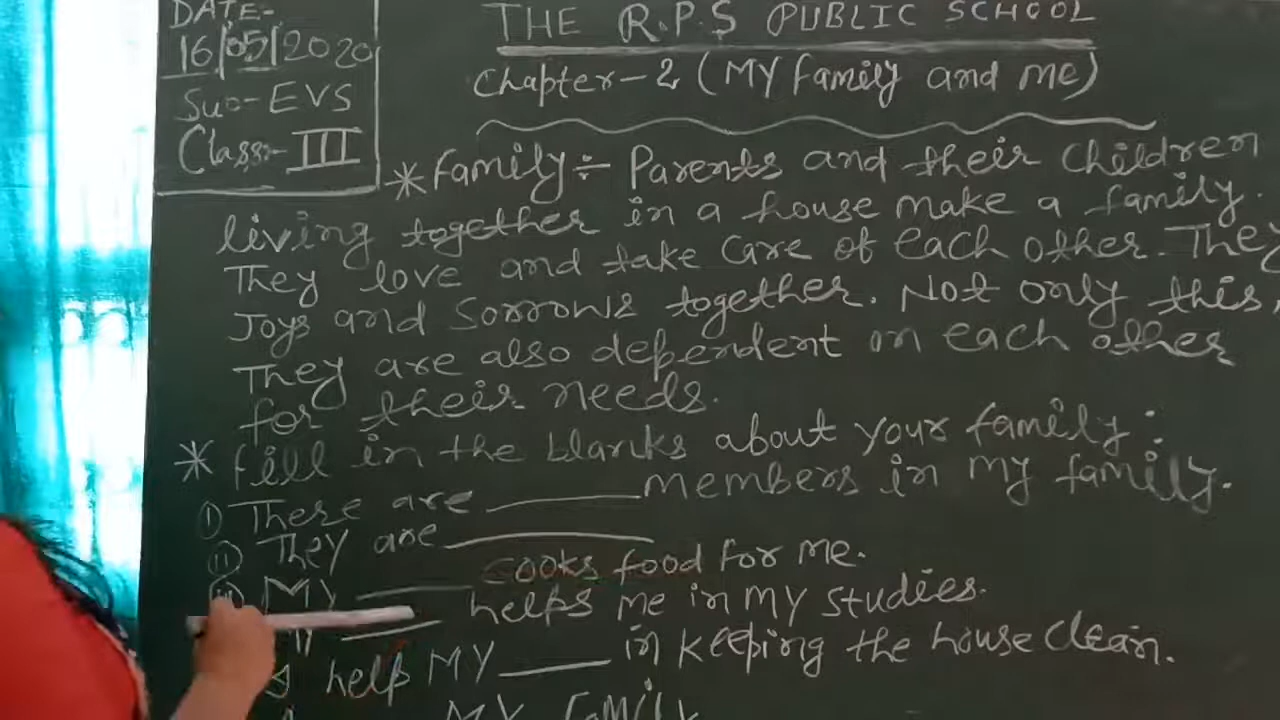 DATE-
16/05/2020
Sub- EVS
Class:- III
THE R.P.S PUBLIC SCHOOL
Chapter-2 (My family and me)
* Family:- Parents and their children
living together in a house make a family.
They love and take care of each other. They
Joys and Sorrows together. Not only this,
They are also dependent on each other
for their needs.
* fill in the blanks about your family:
(i) There are ______ members in my family.
(ii) They are ______
My ______ cooks food for me.
______ helps me in my studies.
I help MY ______ in keeping the house clean.
MY family